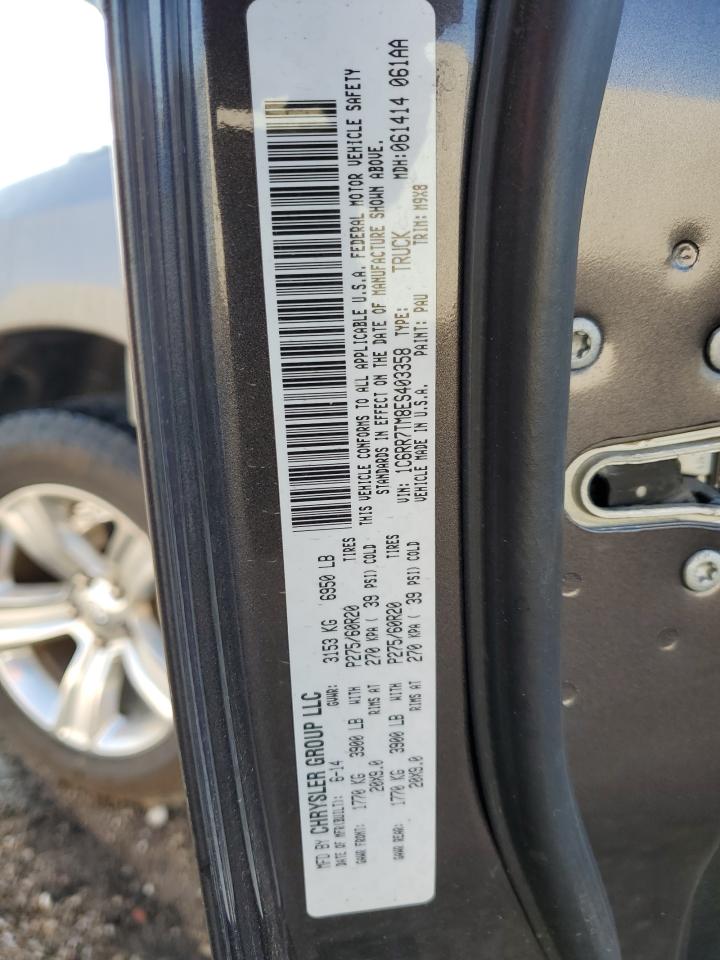 MFD BY CHRYSLER GROUP LLC
DATE OF MFR(BUILT): 6-14 GVWR: 3153 KG 6950 LB
GAWR FRONT: 1770 KG 3900 LB WITH P275/60R20 TIRES
20X9.0 RIMS AT 270 KPA ( 39 PSI) COLD
GAWR REAR: 1770 KG 3900 LB WITH P275/60R20 TIRES
20X9.0 RIMS AT 270 KPA ( 39 PSI) COLD
THIS VEHICLE CONFORMS TO ALL APPLICABLE U.S.A. FEDERAL MOTOR VEHICLE SAFETY
STANDARDS IN EFFECT ON THE DATE OF MANUFACTURE SHOWN ABOVE.
VIN: 1C6RR7TM8ES403358 TYPE: TRUCK MDH:061414 061AA
VEHICLE MADE IN U.S.A. PAINT: PAU TRIM: M9X8